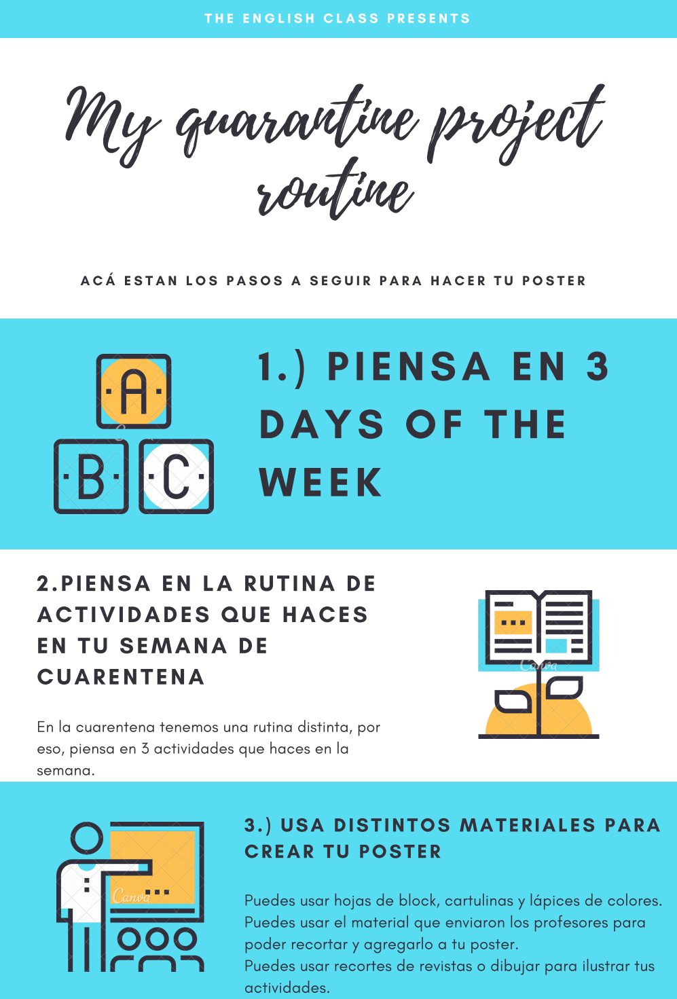 THE ENGLISH CLASS PRESENTS
My quarantine project
routine
ACÁ ESTAN LOS PASOS A SEGUIR PARA HACER TU POSTER
A
B C
1.) PIENSA EN 3
DAYS OF THE
WEEK
2.PIENSA EN LA RUTINA DE
ACTIVIDADES QUE HACES
EN TU SEMANA DE
CUARENTENA
En la cuarentena tenemos una rutina distinta, por
eso, piensa en 3 actividades que haces en la
semana.
Canva
3.) USA DISTINTOS MATERIALES PARA
CREAR TU POSTER
Puedes usar hojas de block, cartulinas y lápices de colores.
Puedes usar el material que enviaron los profesores para
poder recortar y agregarlo a tu poster.
Puedes usar recortes de revistas o dibujar para ilustrar tus
actividades.
Canva